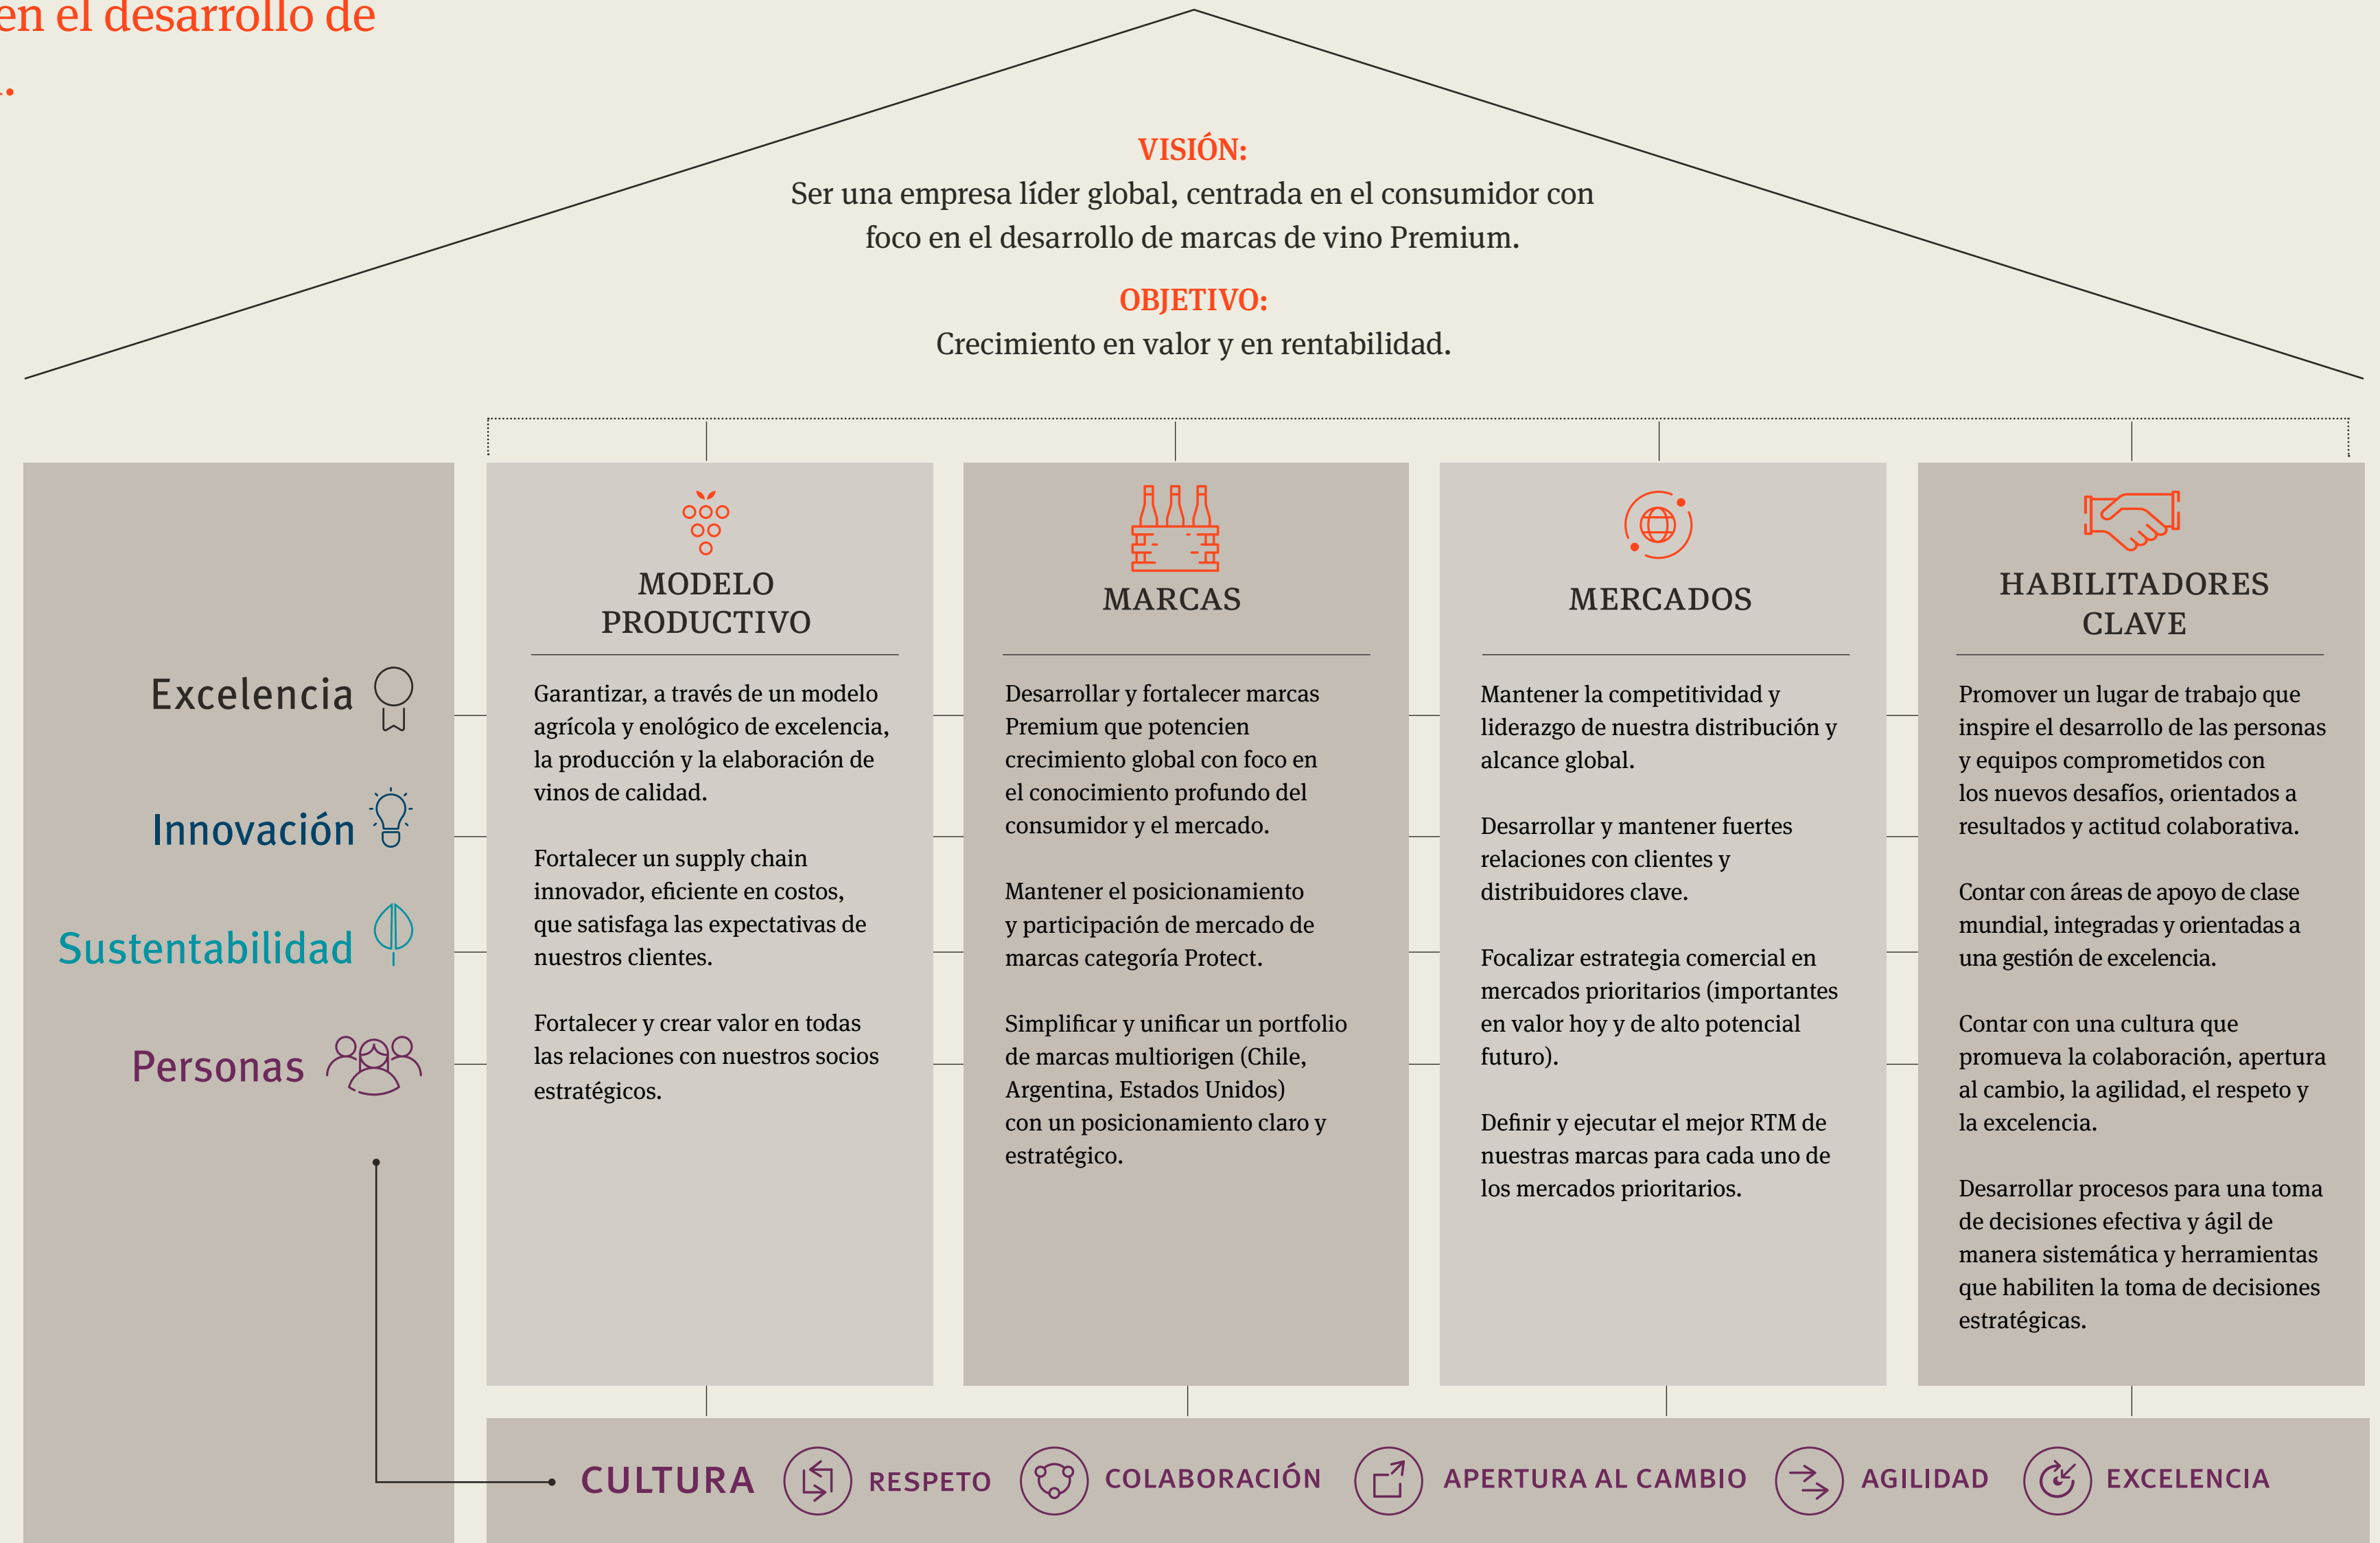 en el desarrollo de
.
VISIÓN:
Ser una empresa líder global, centrada en el consumidor con
foco en el desarrollo de marcas de vino Premium.
OBJETIVO:
Crecimiento en valor y en rentabilidad.
Excelencia
Innovación
Sustentabilidad
Personas
MODELO
PRODUCTIVO
Garantizar, a través de un modelo
agrícola y enológico de excelencia,
la producción y la elaboración de
vinos de calidad.
Fortalecer un supply chain
innovador, eficiente en costos,
que satisfaga las expectativas de
nuestros clientes.
Fortalecer y crear valor en todas
las relaciones con nuestros socios
estratégicos.
MARCAS
Desarrollar y fortalecer marcas
Premium que potencien
crecimiento global con foco en
el conocimiento profundo del
consumidor y el mercado.
Mantener el posicionamiento
y participación de mercado de
marcas categoría Protect.
Simplificar y unificar un portfolio
de marcas multiorigen (Chile,
Argentina, Estados Unidos)
con un posicionamiento claro y
estratégico.
MERCADOS
Mantener la competitividad y
liderazgo de nuestra distribución y
alcance global.
Desarrollar y mantener fuertes
relaciones con clientes y
distribuidores clave.
Focalizar estrategia comercial en
mercados prioritarios (importantes
en valor hoy y de alto potencial
futuro).
Definir y ejecutar el mejor RTM de
nuestras marcas para cada uno de
los mercados prioritarios.
HABILITADORES
CLAVE
Promover un lugar de trabajo que
inspire el desarrollo de las personas
y equipos comprometidos con
los nuevos desafíos, orientados a
resultados y actitud colaborativa.
Contar con áreas de apoyo de clase
mundial, integradas y orientadas a
una gestión de excelencia.
Contar con una cultura que
promueva la colaboración, apertura
al cambio, la agilidad, el respeto y
la excelencia.
Desarrollar procesos para una toma
de decisiones efectiva y ágil de
manera sistemática y herramientas
que habiliten la toma de decisiones
estratégicas.
CULTURA RESPETO COLABORACIÓN APERTURA AL CAMBIO AGILIDAD EXCELENCIA